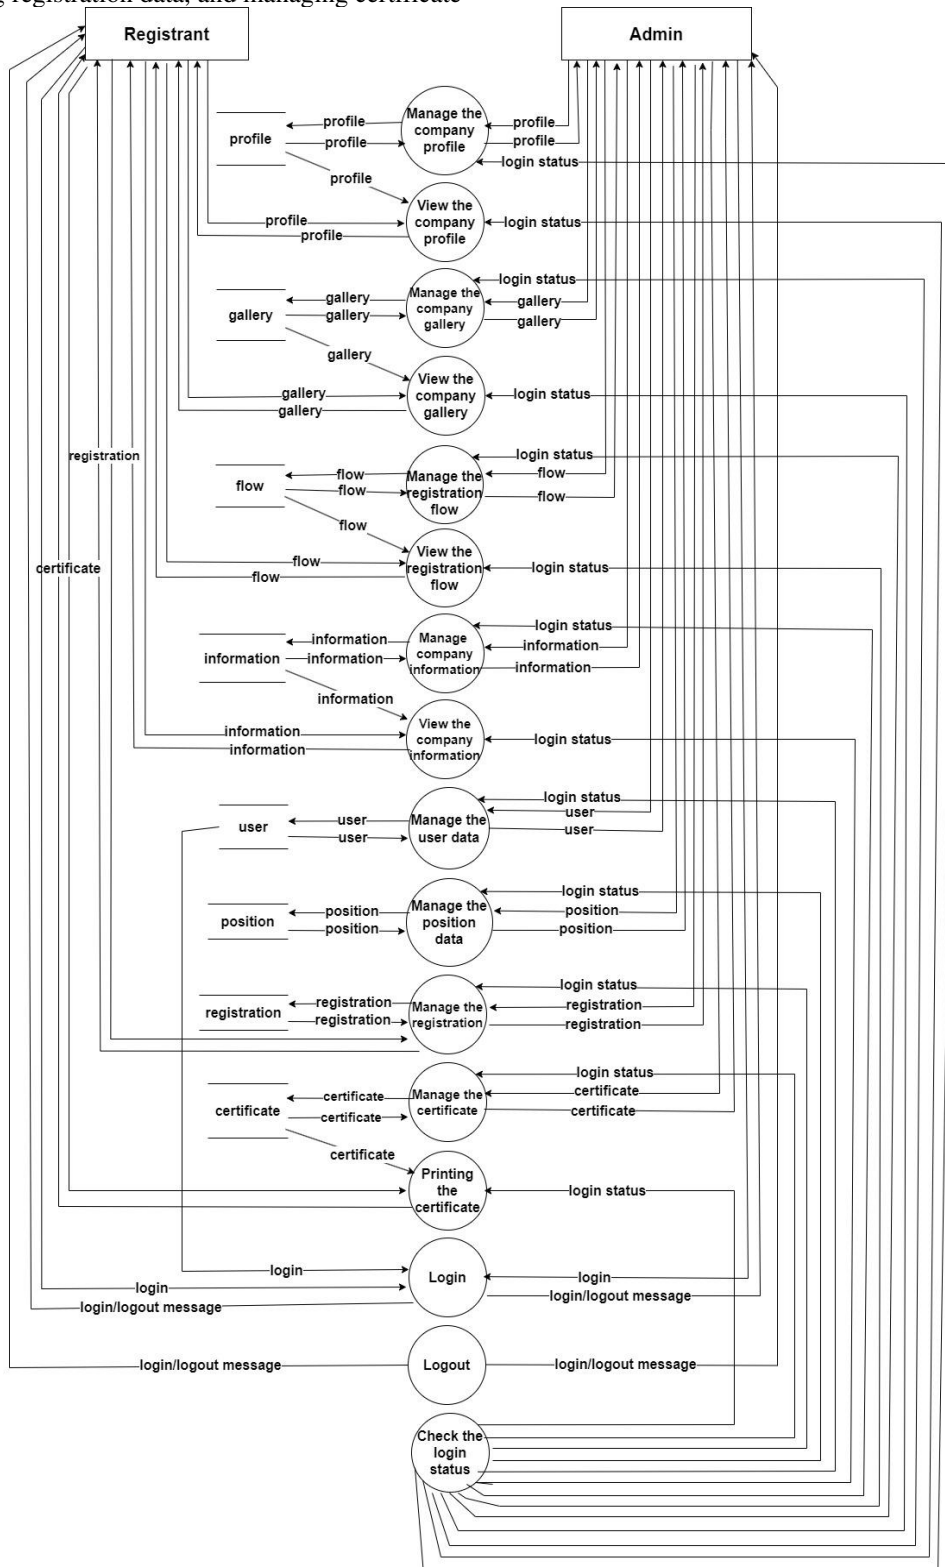 g registration data, and managing certificate
Registrant
Admin
profile
profile
profile
Manage the
company
profile
profile
profile
login status
profile
View the
company
profile
profile
profile
login status
gallery
gallery
gallery
Manage the
company
gallery
login status
gallery
gallery
gallery
View the
company
gallery
gallery
gallery
login status
registration
flow
flow
flow
Manage the
registration
flow
login status
flow
flow
flow
View the
registration
flow
certificate
flow
flow
login status
information
information
information
Manage
company
information
login status
information
information
information
View the
company
information
information
information
login status
user
user
user
Manage the
user data
login status
user
user
position
position
position
Manage the
position
data
login status
position
position
registration
registration
registration
Manage the
registration
login status
registration
registration
certificate
certificate
certificate
Manage the
certificate
login status
certificate
certificate
certificate
Printing
the
certificate
login status
login
login
login/logout message
Login
login
login/logout message
login/logout message
Logout
login/logout message
Check the
login
status